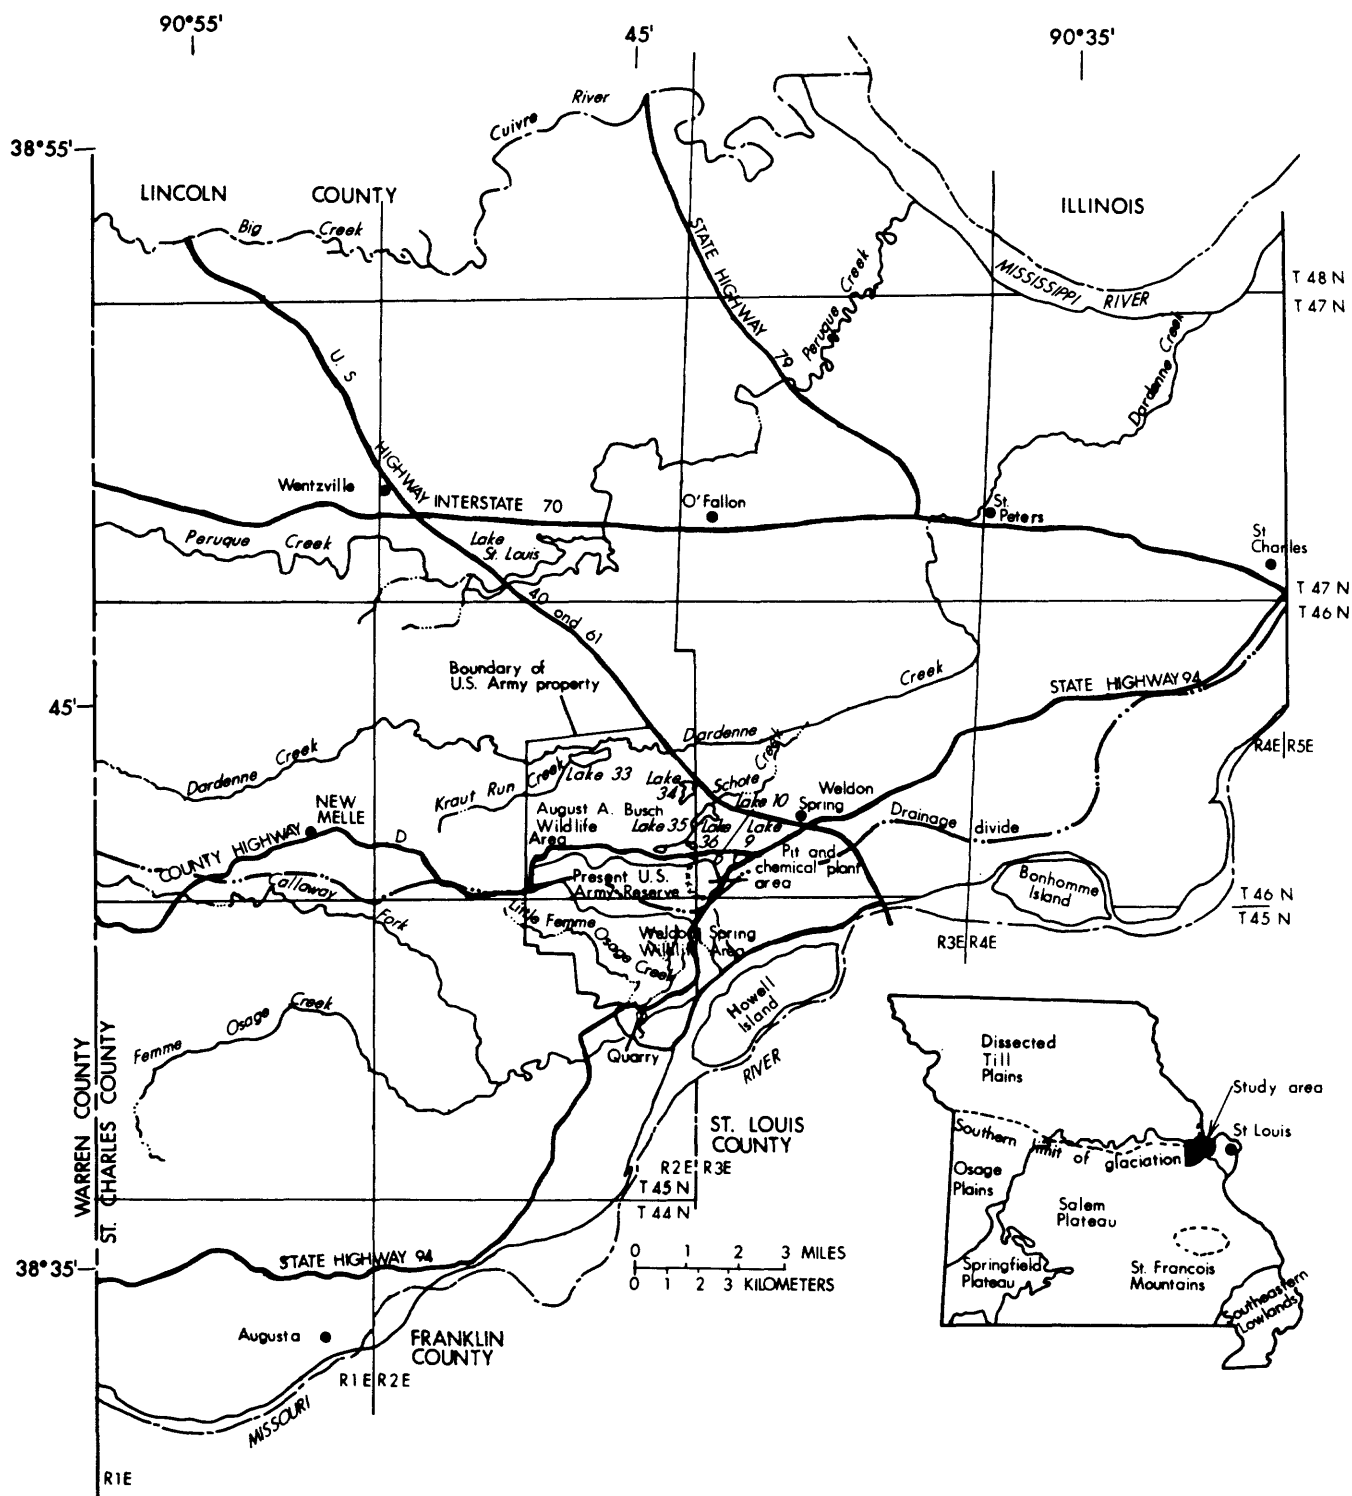 90°55'
45'
90°35'
38°55'
Cuivre River
LINCOLN COUNTY
Big Creek
ILLINOIS
STATE HIGHWAY 79
Peruque Creek
MISSISSIPPI RIVER
T 48 N
T 47 N
Dardenne Creek
U. S HIGHWAY 40 and 61
Wentzville
INTERSTATE 70
O'Fallon
St.
Peters
St
Charles
Peruque Creek
Lake
St. Louis
T 47 N
T 46 N
Boundary of
U.S. Army property
Creek
STATE HIGHWAY 94
45'
Dardenne
R4E R5E
Dardenne Creek
Kraut Run Creek
Lake 33
Lake
34
Schote Creek
Weldon
Spring
NEW
MELLE
August A. Busch
Wildlife
Area
Lake 35
Lake
36
Lake 10
Lake
9
Drainage divide
COUNTY HIGHWAY D
Pit and
chemical plant
area
Callaway Fork
Present U.S.
Army Reserve
Bonhomme
Island
T 46 N
T 45 N
Little Femme Osage Creek
Weldon Spring
Wildlife Area
R3E R4E
Howell
Island
Femme Osage Creek
Quarry
RIVER
WARREN COUNTY
ST. CHARLES COUNTY
ST. LOUIS
COUNTY
R2E R3E
T 45 N
T 44 N
38°35'
STATE HIGHWAY 94
0 1 2 3 MILES
0 1 2 3 KILOMETERS
Augusta
FRANKLIN
COUNTY
R1E R2E
MISSOURI
R1E
Dissected
Till
Plains
Study area
St Louis
Southern limit of glaciation
Osage
Plains
Salem
Plateau
Springfield
Plateau
St. Francois
Mountains
Southeastern
Lowlands